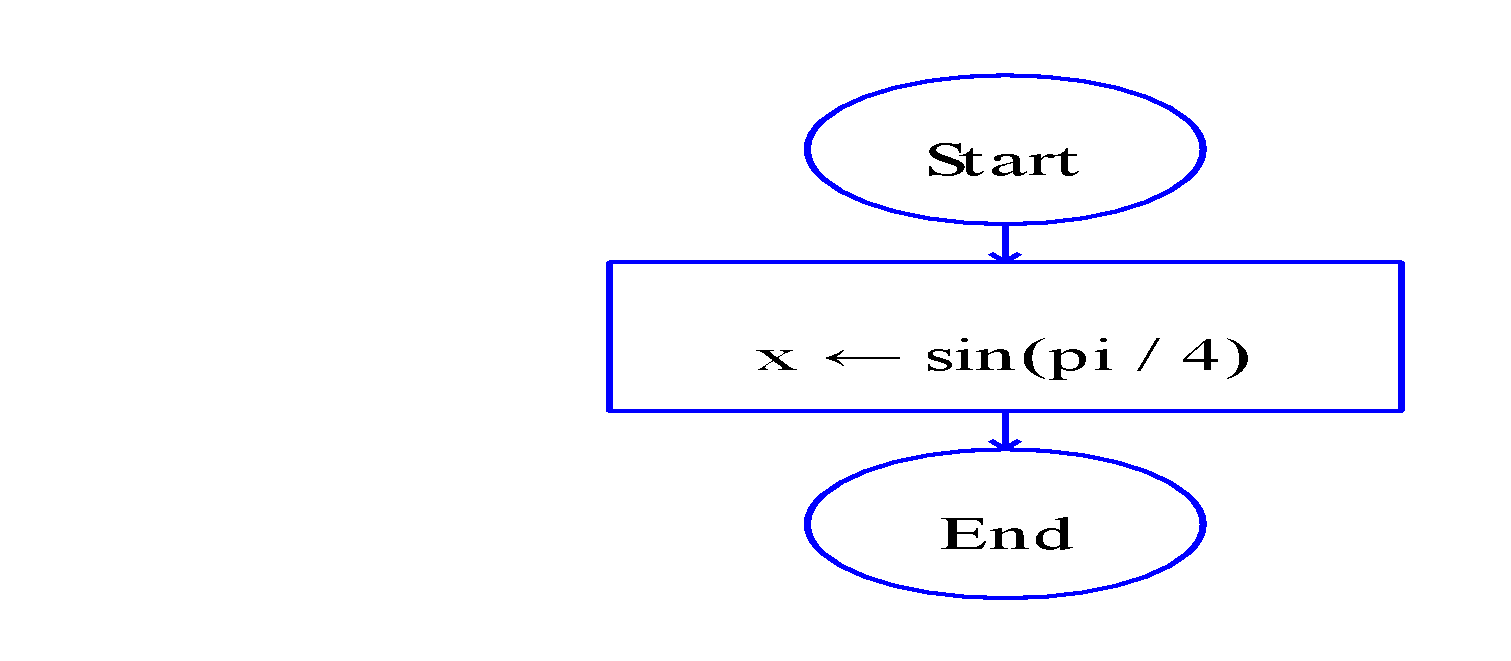 Start
x ← sin(pi / 4)
End